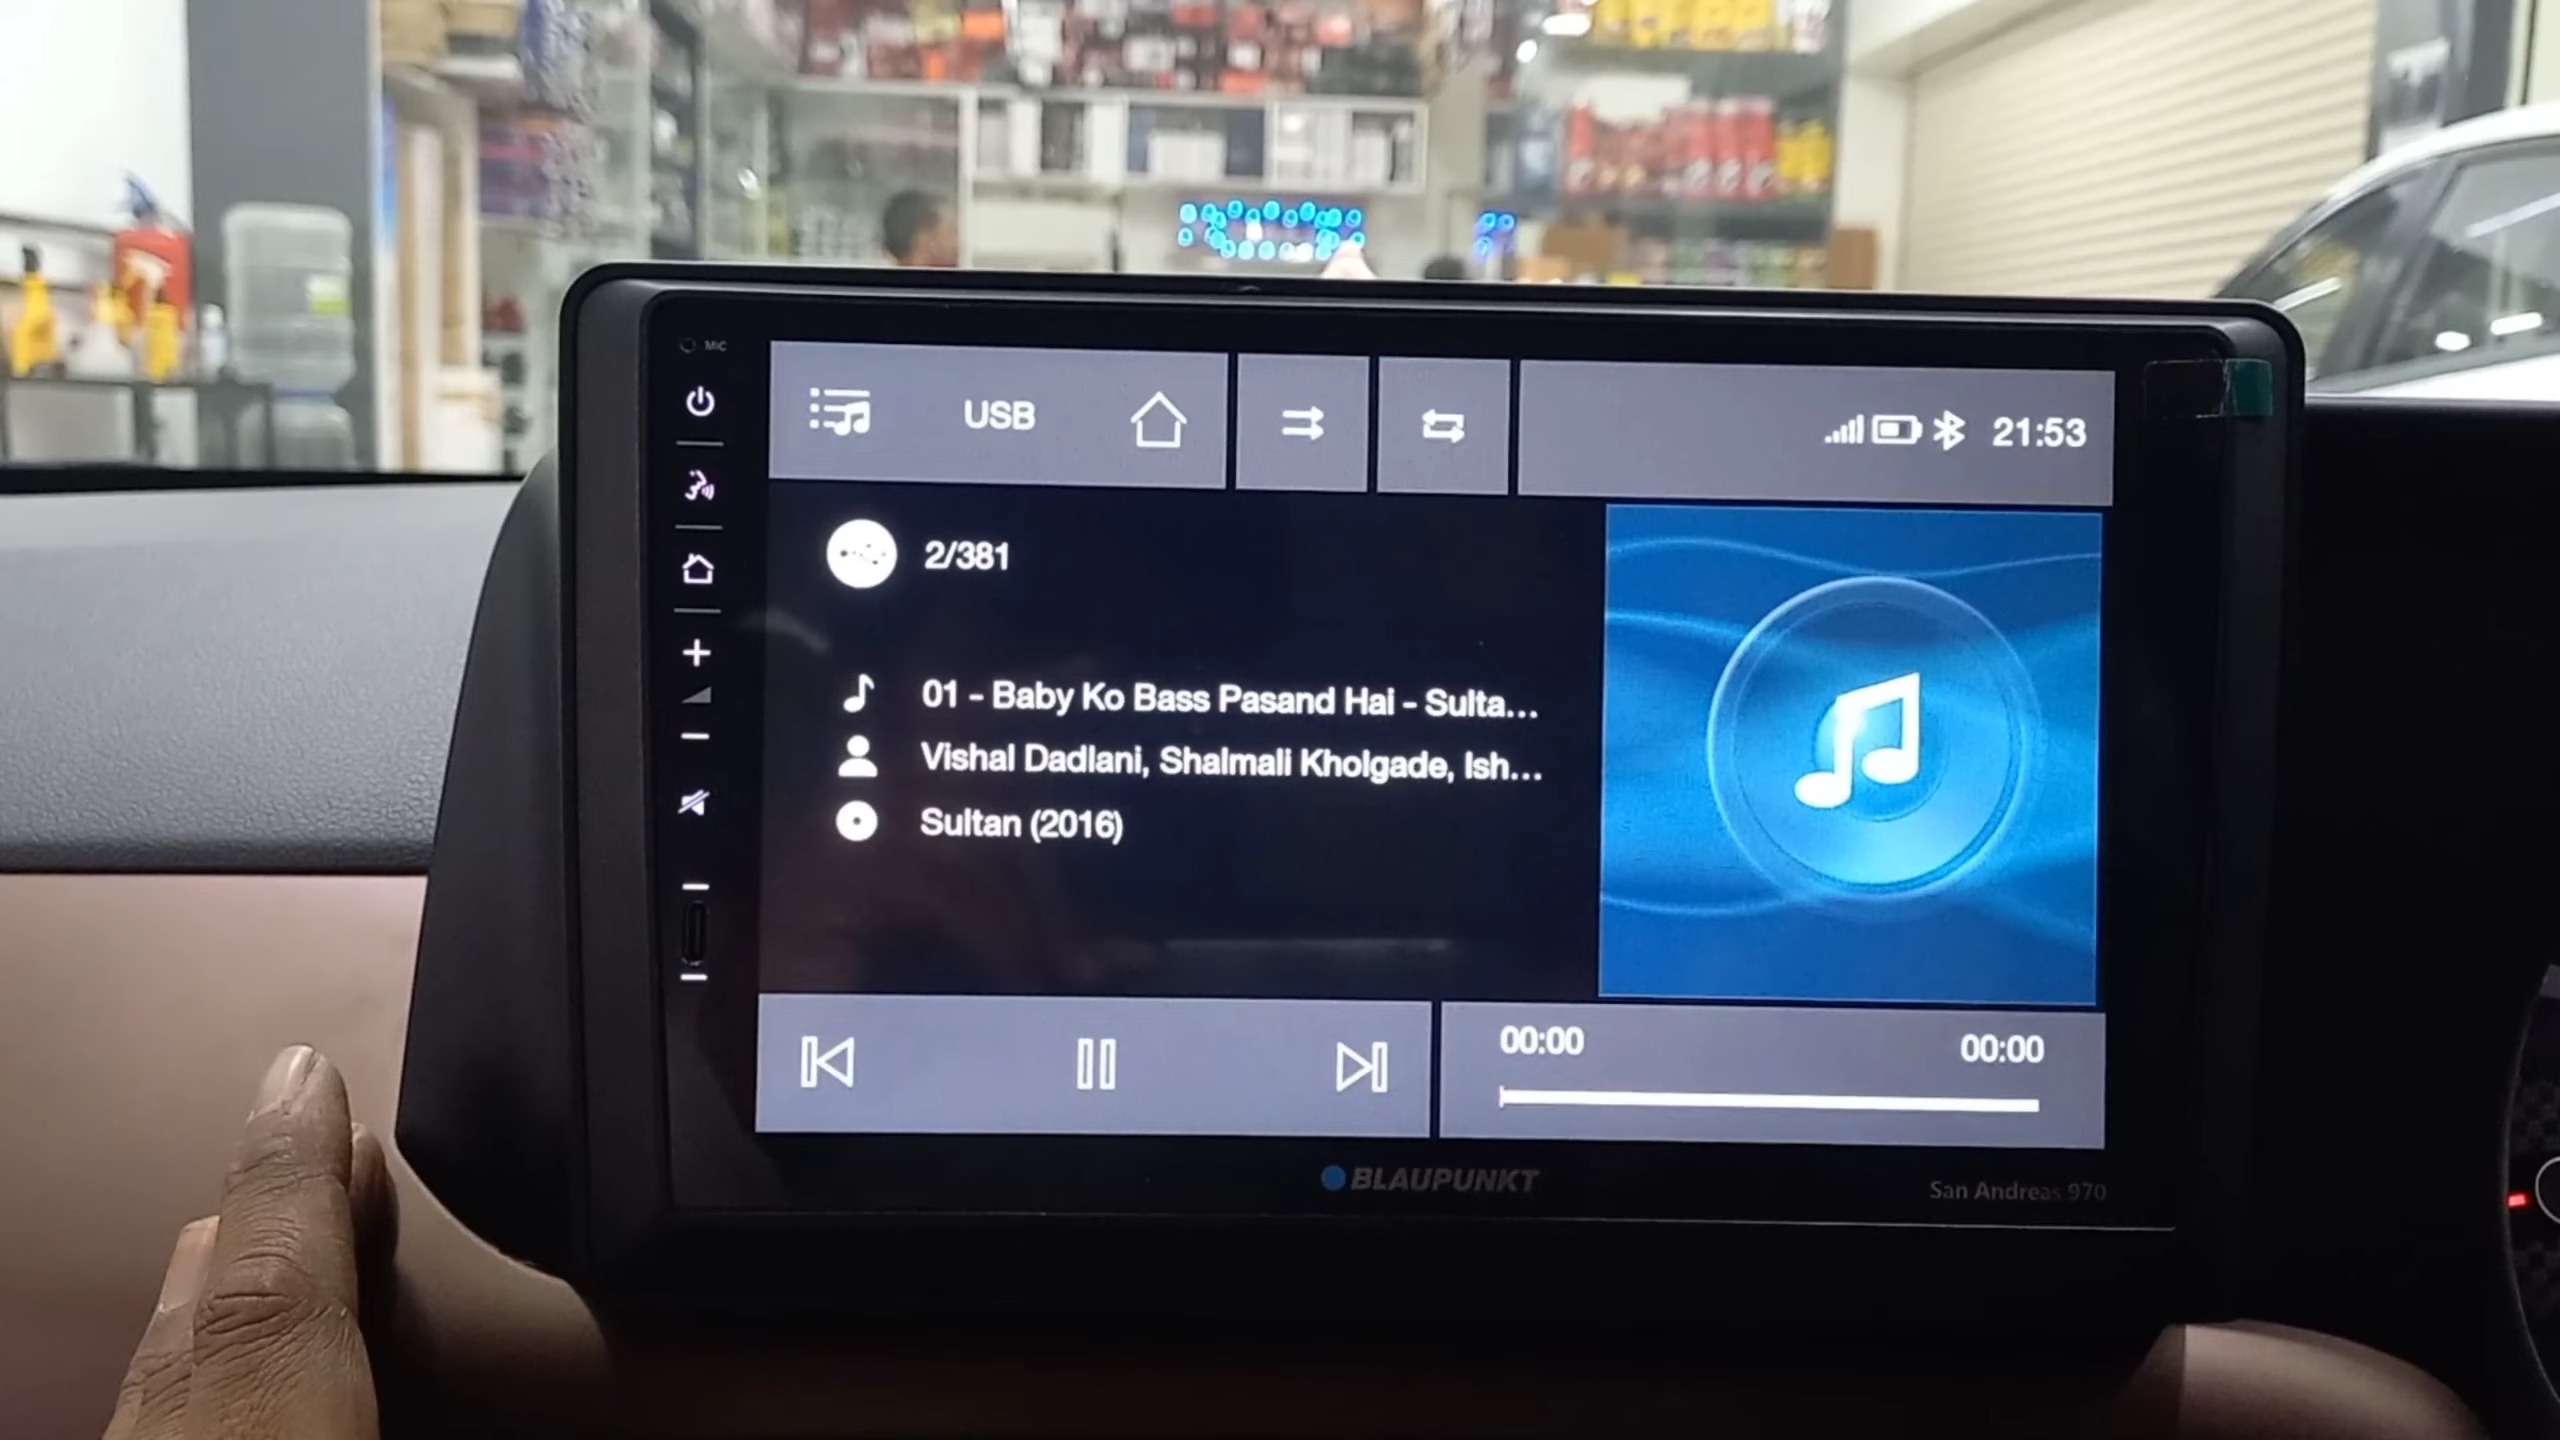 MIC
USB
21:53
2/381
01 - Baby Ko Bass Pasand Hai - Sulta...
Vishal Dadlani, Shalmali Kholgade, Ish...
Sultan (2016)
00:00
00:00
BLAUPUNKT
San Andreas 970